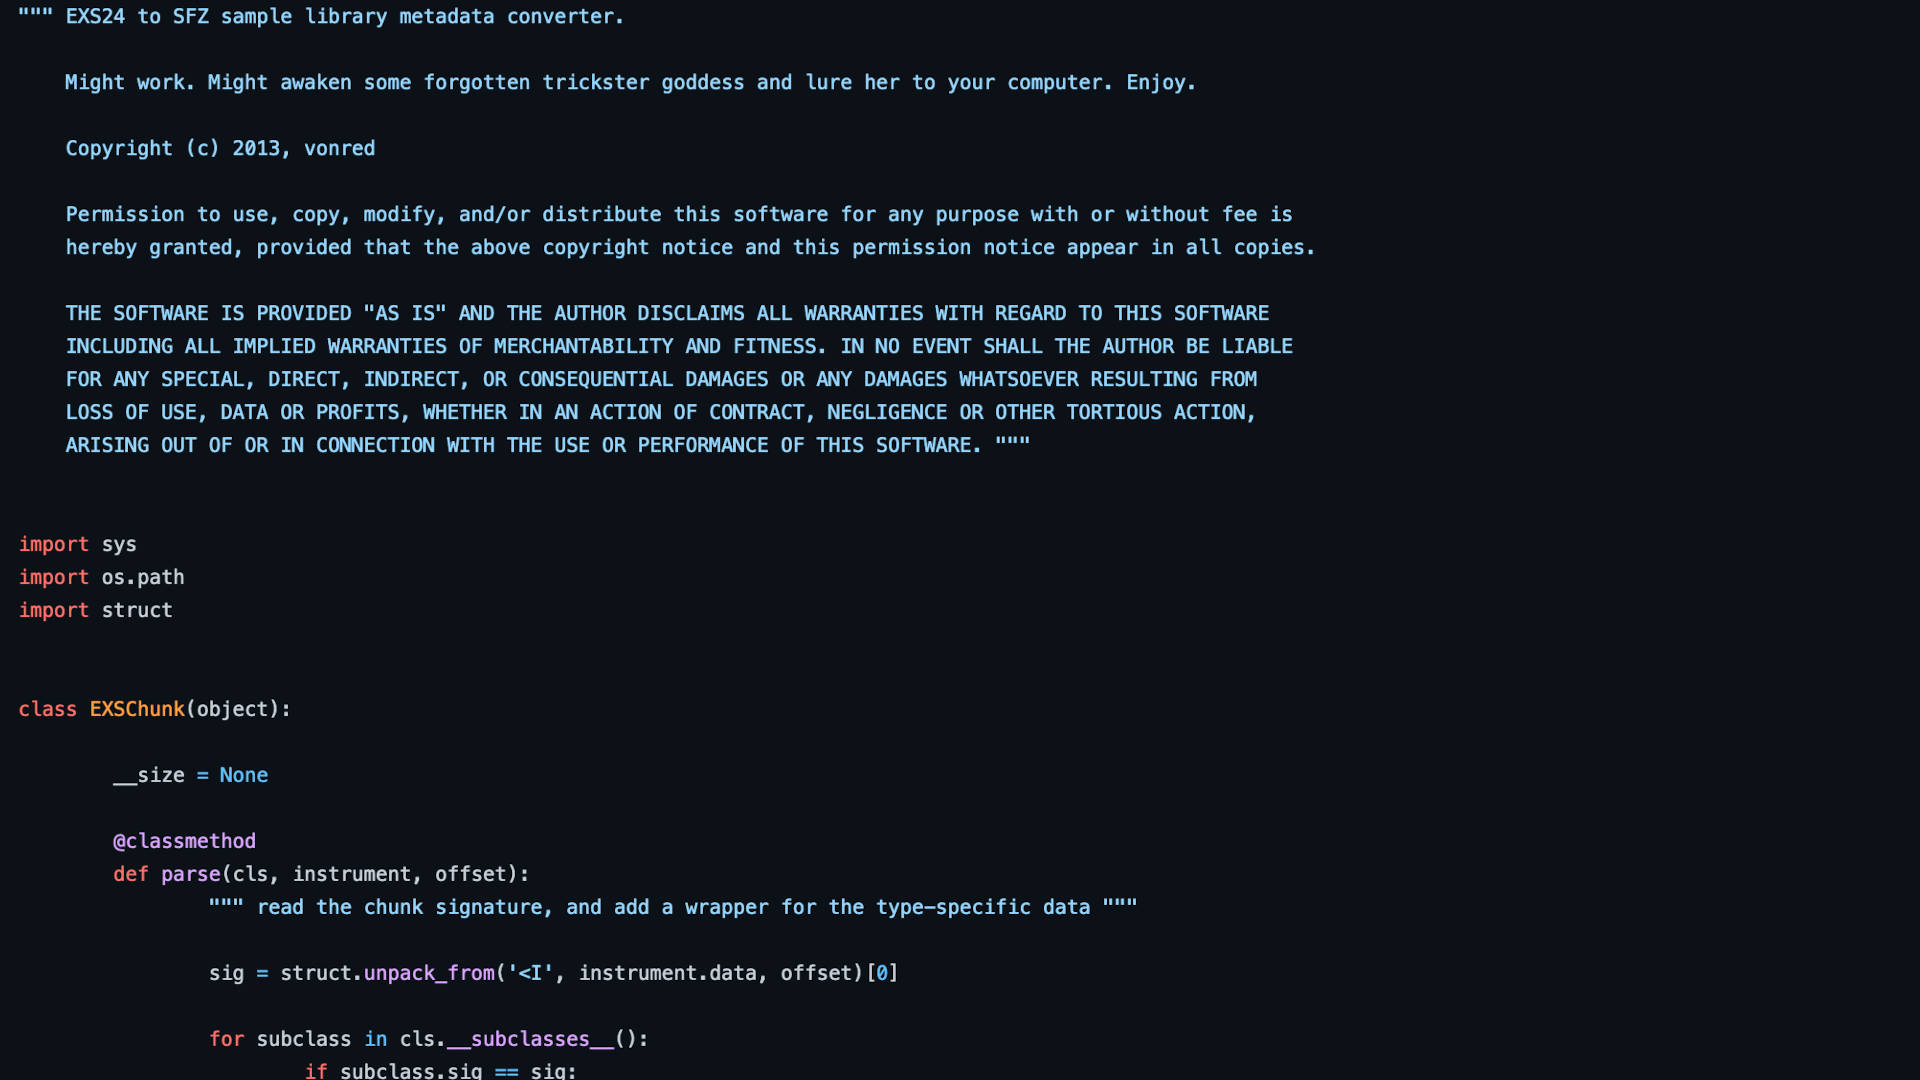 """ EXS24 to SFZ sample library metadata converter.
Might work. Might awaken some forgotten trickster goddess and lure her to your computer. Enjoy.
Copyright (c) 2013, vonred
Permission to use, copy, modify, and/or distribute this software for any purpose with or without fee is
hereby granted, provided that the above copyright notice and this permission notice appear in all copies.
THE SOFTWARE IS PROVIDED "AS IS" AND THE AUTHOR DISCLAIMS ALL WARRANTIES WITH REGARD TO THIS SOFTWARE
INCLUDING ALL IMPLIED WARRANTIES OF MERCHANTABILITY AND FITNESS. IN NO EVENT SHALL THE AUTHOR BE LIABLE
FOR ANY SPECIAL, DIRECT, INDIRECT, OR CONSEQUENTIAL DAMAGES OR ANY DAMAGES WHATSOEVER RESULTING FROM
LOSS OF USE, DATA OR PROFITS, WHETHER IN AN ACTION OF CONTRACT, NEGLIGENCE OR OTHER TORTIOUS ACTION,
ARISING OUT OF OR IN CONNECTION WITH THE USE OR PERFORMANCE OF THIS SOFTWARE. """
import sys
import os.path
import struct
class EXSChunk(object):
__size = None
@classmethod
def parse(cls, instrument, offset):
""" read the chunk signature, and add a wrapper for the type-specific data """
sig = struct.unpack_from('<I', instrument.data, offset)[0]
for subclass in cls.__subclasses__():
if subclass.sig == sig: